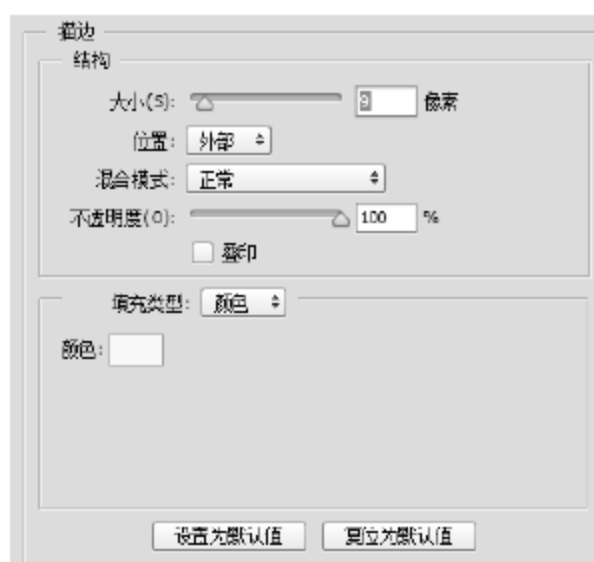 描边
结构
大小(S): 像素
位置: 外部
混合模式: 正常
不透明度(O): 100 %
叠印
填充类型: 颜色
颜色:
设置为默认值 复位为默认值